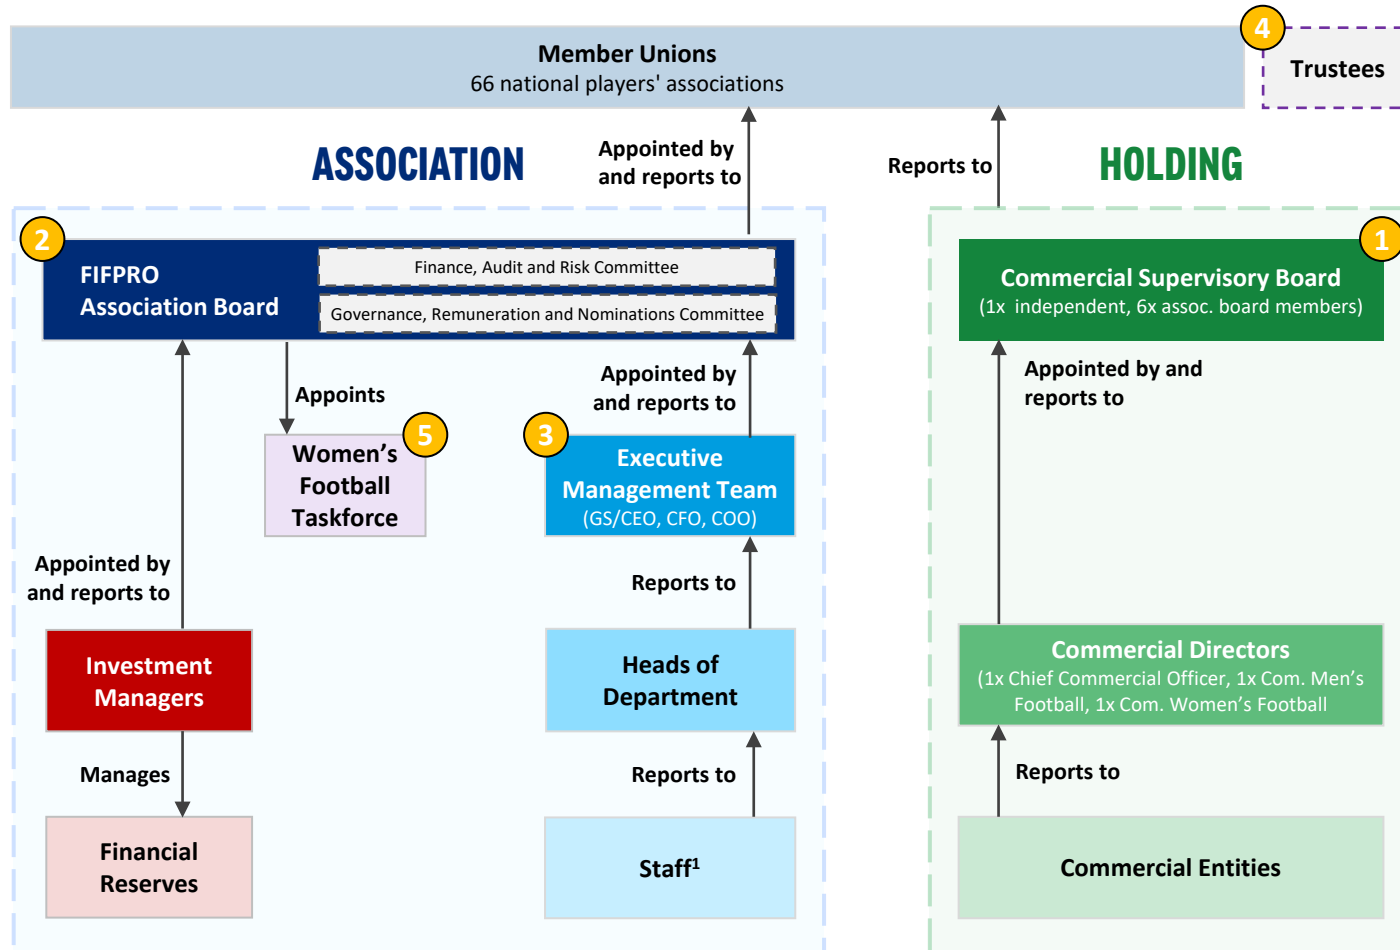 4
Member Unions
66 national players' associations
Trustees
ASSOCIATION
Appointed by
and reports to
Reports to
HOLDING
2
FIFPRO
Association Board
Finance, Audit and Risk Committee
Governance, Remuneration and Nominations Committee
1
Commercial Supervisory Board
(1x  independent, 6x assoc. board members)
Appoints
Appointed by
and reports to
Appointed by and
reports to
5
Women's
Football
Taskforce
3
Executive
Management Team
(GS/CEO, CFO, COO)
Appointed by
and reports to
Reports to
Investment
Managers
Heads of
Department
Commercial Directors
(1x Chief Commercial Officer, 1x Com. Men's
Football, 1x Com. Women's Football
Manages
Reports to
Reports to
Financial
Reserves
Staff¹
Commercial Entities